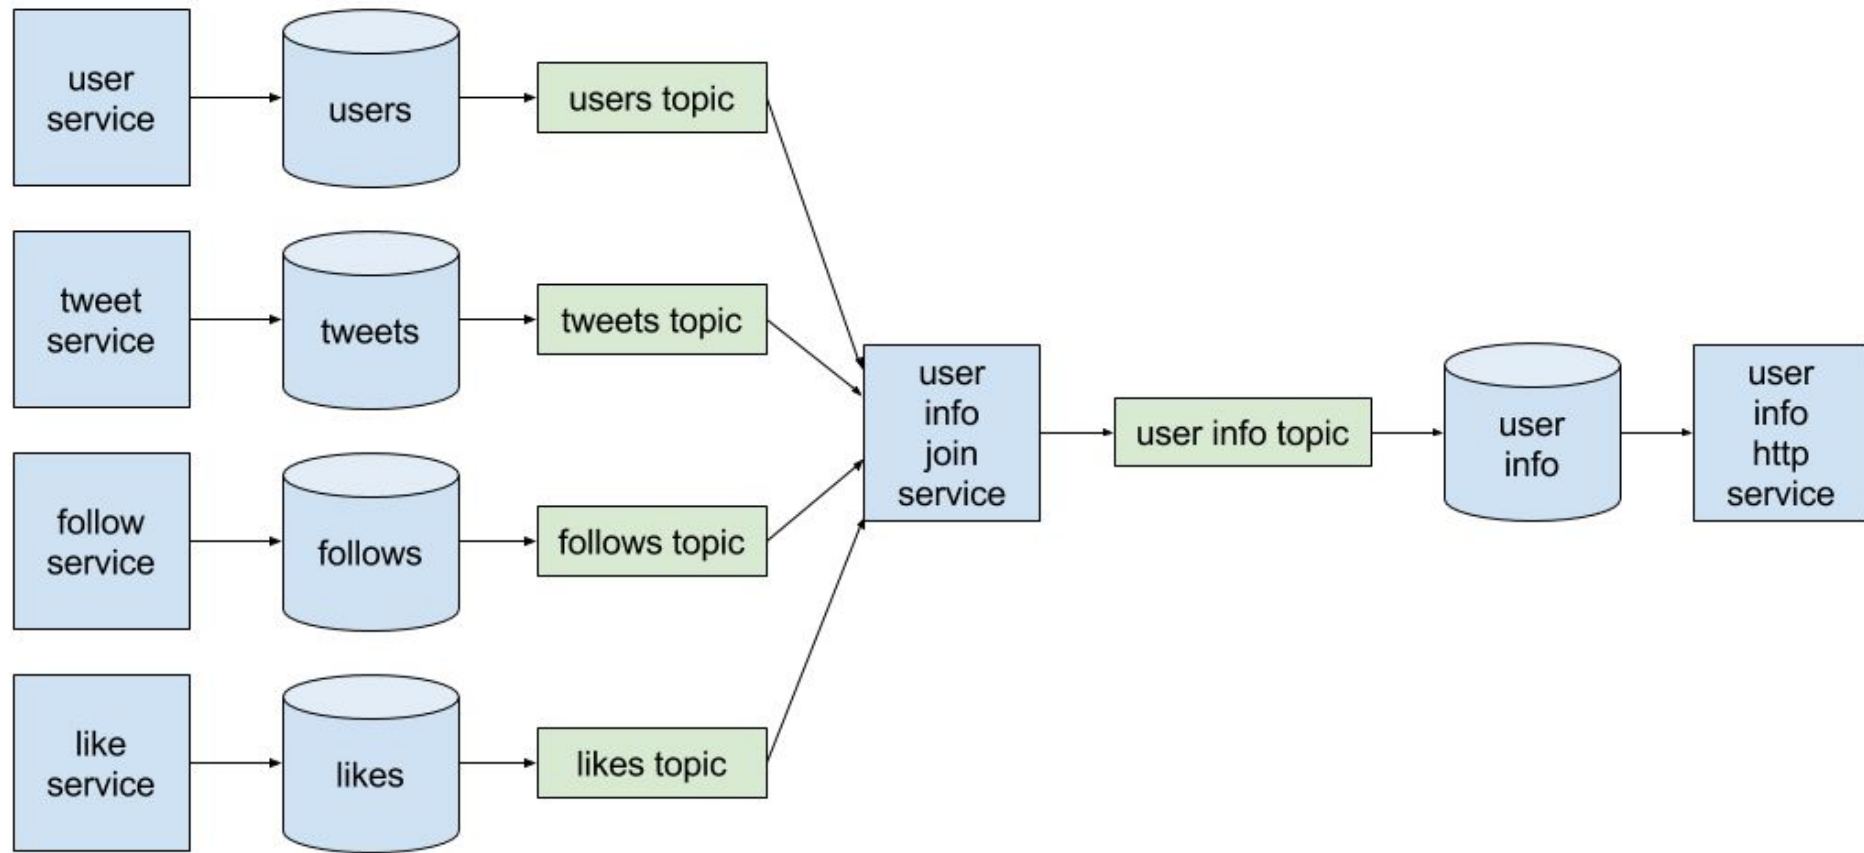 user
service
users
users topic
tweet
service
tweets
tweets topic
follow
service
follows
follows topic
like
service
likes
likes topic
user
info
join
service
user info topic
user
info
user
info
http
service